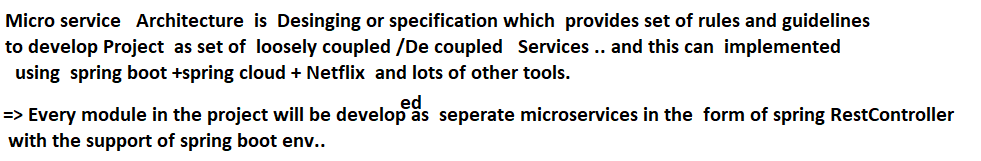 Micro service Architecture is Desinging or specification which provides set of rules and guidelines
to develop Project as set of loosely coupled /De coupled Services .. and this can implemented
using spring boot +spring cloud + Netflix and lots of other tools.
=> Every module in the project will be developed as seperate microservices in the form of spring RestController
with the support of spring boot env..